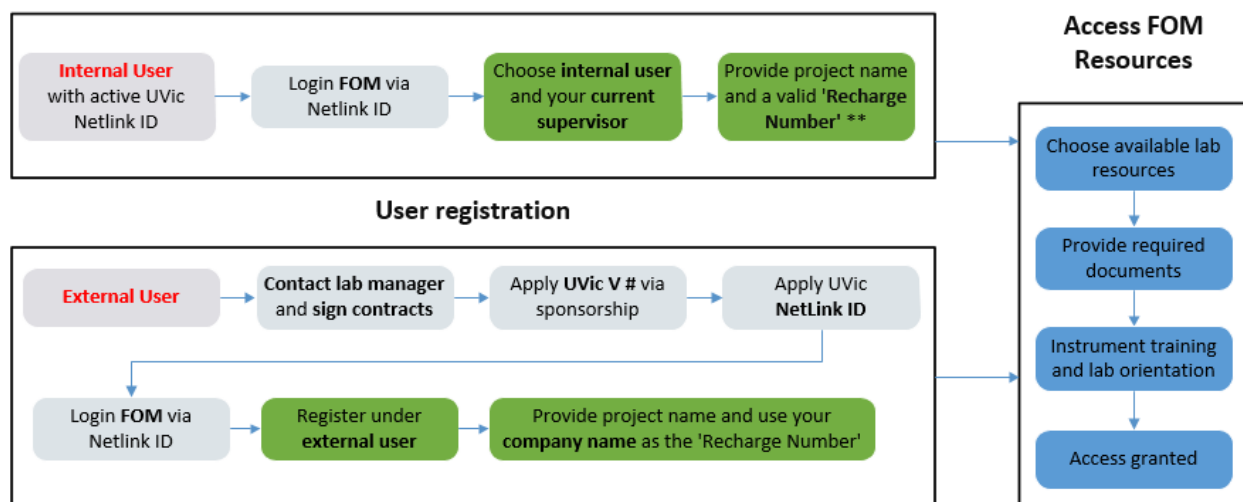 Access FOM
Resources
Internal User
with active UVic
Netlink ID
Login FOM via
Netlink ID
Choose internal user
and your current
supervisor
Provide project name
and a valid 'Recharge
Number' **
User registration
External User
Contact lab manager
and sign contracts
Apply UVic V # via
sponsorship
Apply UVic
NetLink ID
Login FOM via
Netlink ID
Register under
external user
Provide project name and use your
company name as the 'Recharge Number'
Choose available lab
resources
Provide required
documents
Instrument training
and lab orientation
Access granted